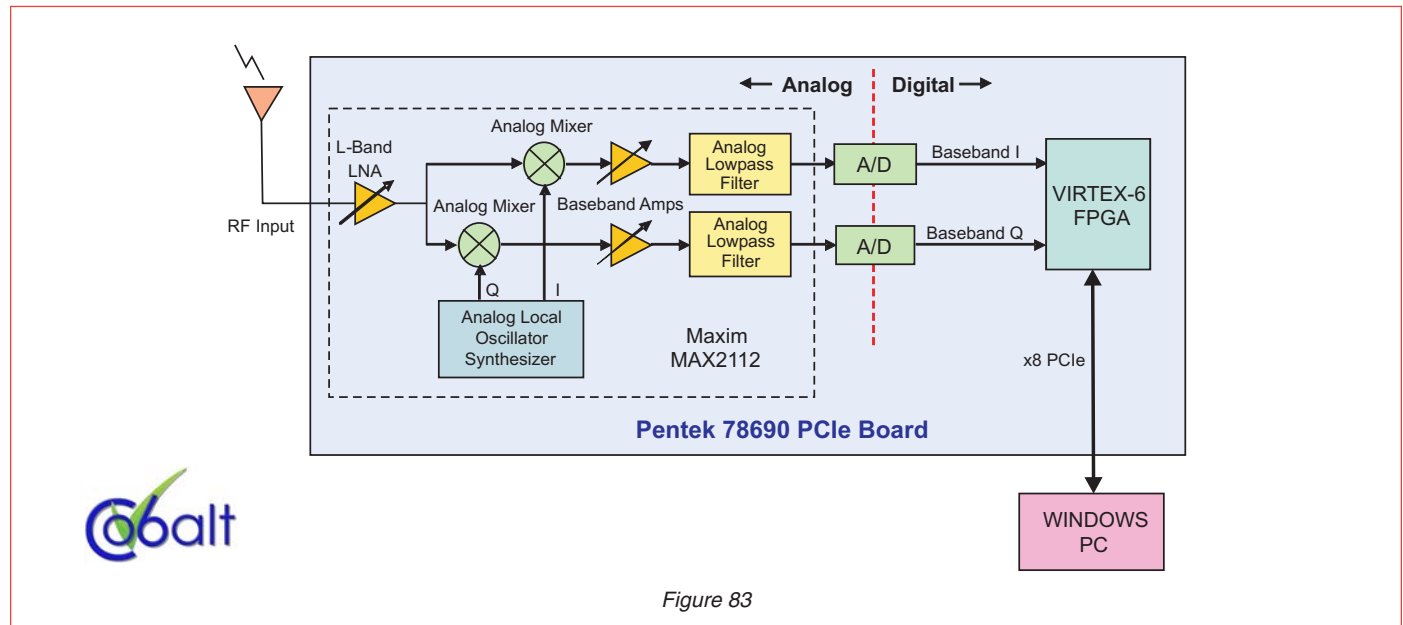 Analog Digital
Analog Mixer
L-Band
LNA
Analog
Lowpass
Filter
A/D
Baseband I
VIRTEX-6
FPGA
RF Input
Analog Mixer
Baseband Amps
Analog
Lowpass
Filter
A/D
Baseband Q
Q
I
Analog Local
Oscillator
Synthesizer
Maxim
MAX2112
x8 PCIe
Pentek 78690 PCIe Board
Cobalt
WINDOWS
PC
Figure 83